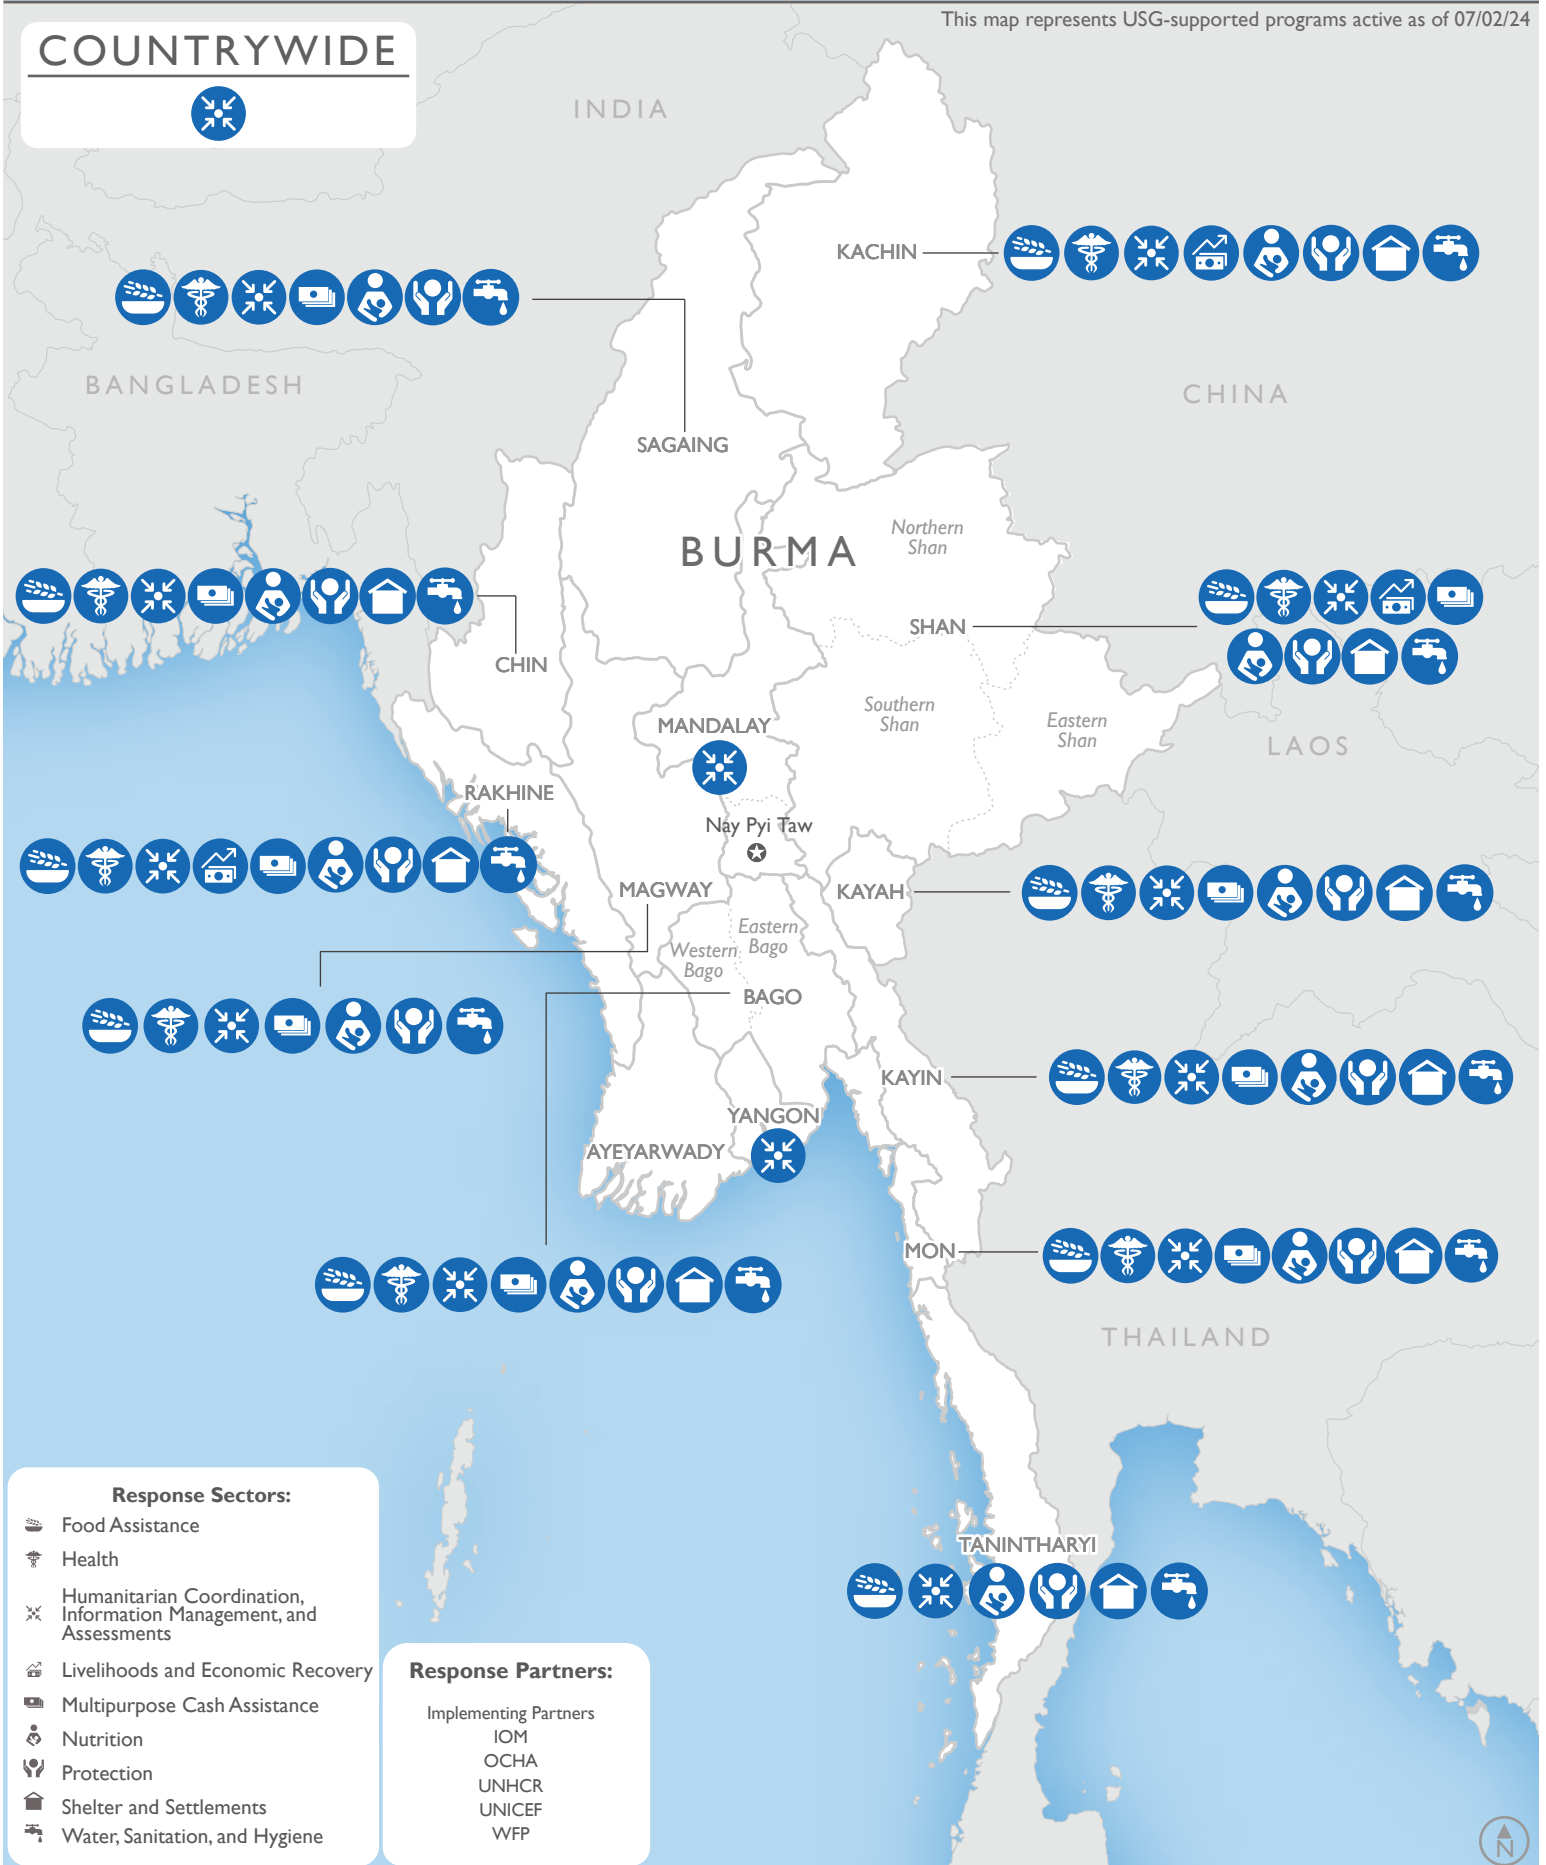 This map represents USG-supported programs active as of 07/02/24
COUNTRYWIDE
INDIA
KACHIN
BANGLADESH
CHINA
SAGAING
Northern
Shan
BURMA
SHAN
CHIN
Southern
Shan
Eastern
Shan
MANDALAY
LAOS
RAKHINE
Nay Pyi Taw
MAGWAY
KAYAH
Eastern
Bago
Western
Bago
BAGO
KAYIN
YANGON
AYEYARWADY
MON
THAILAND
TANINTHARYI
Response Sectors:
Food Assistance
Health
Humanitarian Coordination,
Information Management, and
Assessments
Livelihoods and Economic Recovery
Multipurpose Cash Assistance
Nutrition
Protection
Shelter and Settlements
Water, Sanitation, and Hygiene
Response Partners:
Implementing Partners
IOM
OCHA
UNHCR
UNICEF
WFP
N